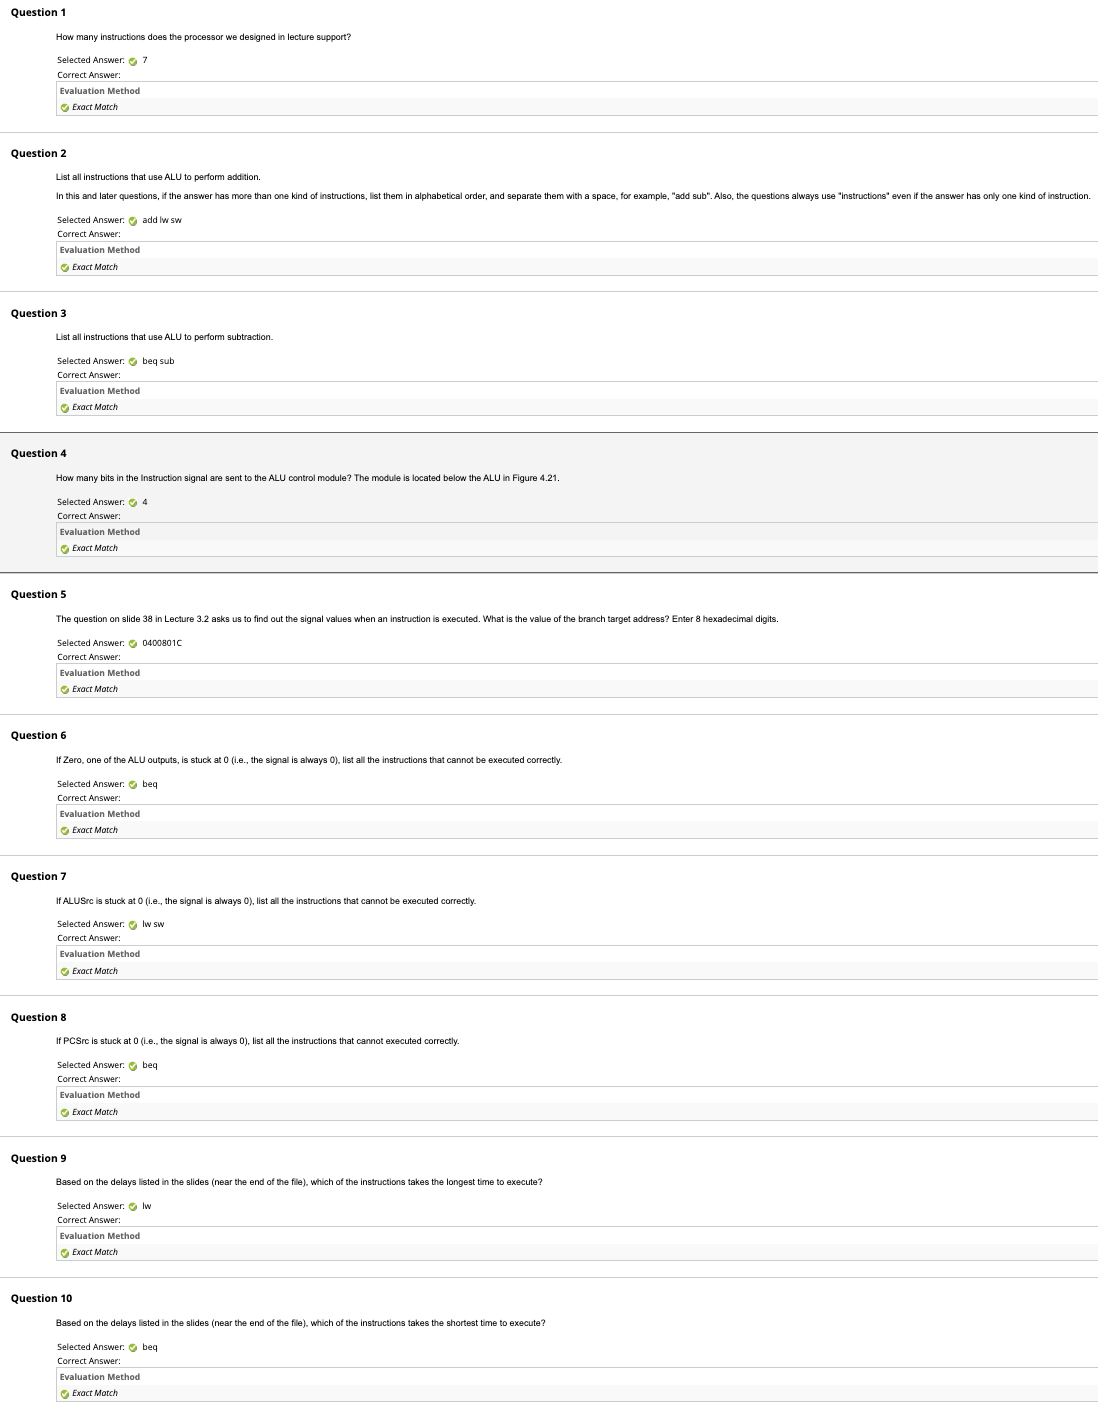 Question 1
How many instructions does the processor we designed in lecture support?
Selected Answer: 7
Correct Answer:
Evaluation Method
Exact Match
Question 2
List all instructions that use ALU to perform addition.
In this and later questions, if the answer has more than one kind of instructions, list them in alphabetical order, and separate them with a space, for example, "add sub". Also, the questions always use "instructions" even if the answer has only one kind of instruction.
Selected Answer: add lw sw
Correct Answer:
Evaluation Method
Exact Match
Question 3
List all instructions that use ALU to perform subtraction.
Selected Answer: beq sub
Correct Answer:
Evaluation Method
Exact Match
Question 4
How many bits in the Instruction signal are sent to the ALU control module? The module is located below the ALU in Figure 4.21.
Selected Answer: 4
Correct Answer:
Evaluation Method
Exact Match
Question 5
The question on slide 38 in Lecture 3.2 asks us to find out the signal values when an instruction is executed. What is the value of the branch target address? Enter 8 hexadecimal digits.
Selected Answer: 0400801C
Correct Answer:
Evaluation Method
Exact Match
Question 6
If Zero, one of the ALU outputs, is stuck at 0 (i.e., the signal is always 0), list all the instructions that cannot be executed correctly.
Selected Answer: beq
Correct Answer:
Evaluation Method
Exact Match
Question 7
If ALUSrc is stuck at 0 (i.e., the signal is always 0), list all the instructions that cannot be executed correctly.
Selected Answer: lw sw
Correct Answer:
Evaluation Method
Exact Match
Question 8
If PCSrc is stuck at 0 (i.e., the signal is always 0), list all the instructions that cannot executed correctly.
Selected Answer: beq
Correct Answer:
Evaluation Method
Exact Match
Question 9
Based on the delays listed in the slides (near the end of the file), which of the instructions takes the longest time to execute?
Selected Answer: lw
Correct Answer:
Evaluation Method
Exact Match
Question 10
Based on the delays listed in the slides (near the end of the file), which of the instructions takes the shortest time to execute?
Selected Answer: beq
Correct Answer:
Evaluation Method
Exact Match